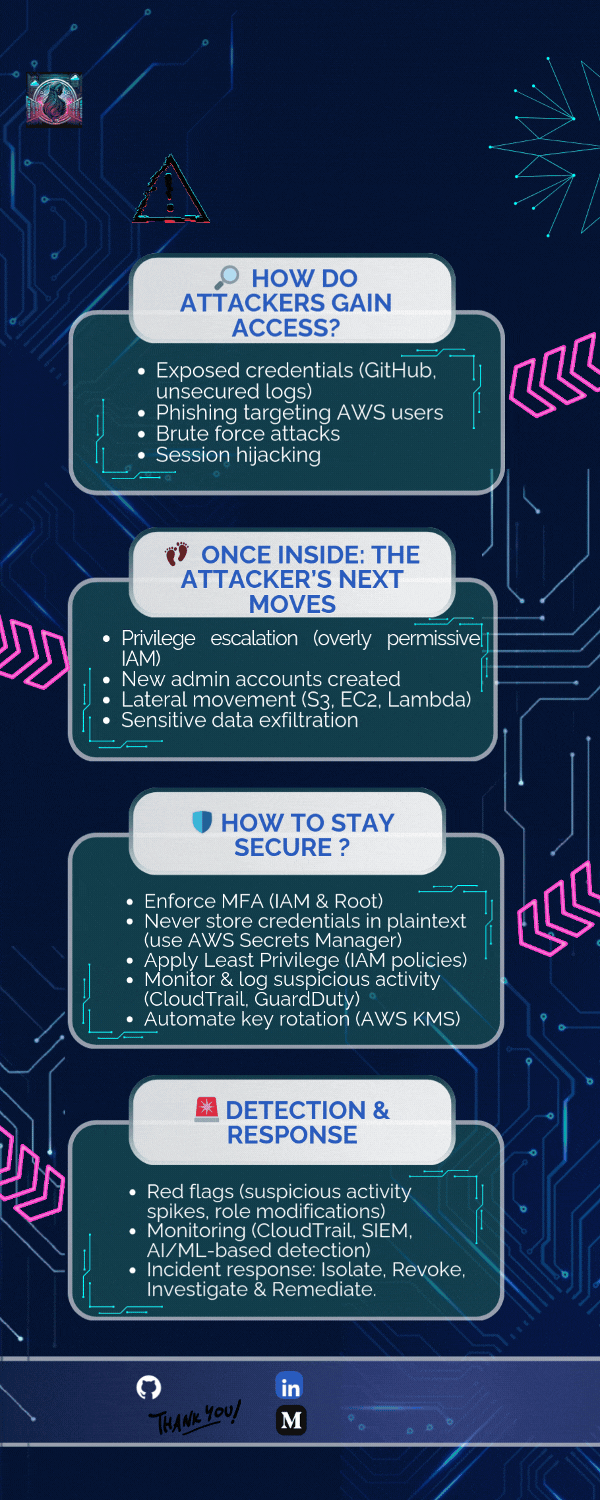 HOW DO
ATTACKERS GAIN
ACCESS?
• Exposed credentials (GitHub,
unsecured logs)
• Phishing targeting AWS users
• Brute force attacks
• Session hijacking
ONCE INSIDE: THE
ATTACKER'S NEXT
MOVES
• Privilege escalation (overly permissive
IAM)
• New admin accounts created
• Lateral movement (S3, EC2, Lambda)
• Sensitive data exfiltration
HOW TO STAY
SECURE ?
• Enforce MFA (IAM & Root)
• Never store credentials in plaintext
(use AWS Secrets Manager)
• Apply Least Privilege (IAM policies)
• Monitor & log suspicious activity
(CloudTrail, GuardDuty)
• Automate key rotation (AWS KMS)
DETECTION &
RESPONSE
• Red flags (suspicious activity
spikes, role modifications)
• Monitoring (CloudTrail, SIEM,
AI/ML-based detection)
• Incident response: Isolate, Revoke,
Investigate & Remediate.
in
THANK YOU!
M